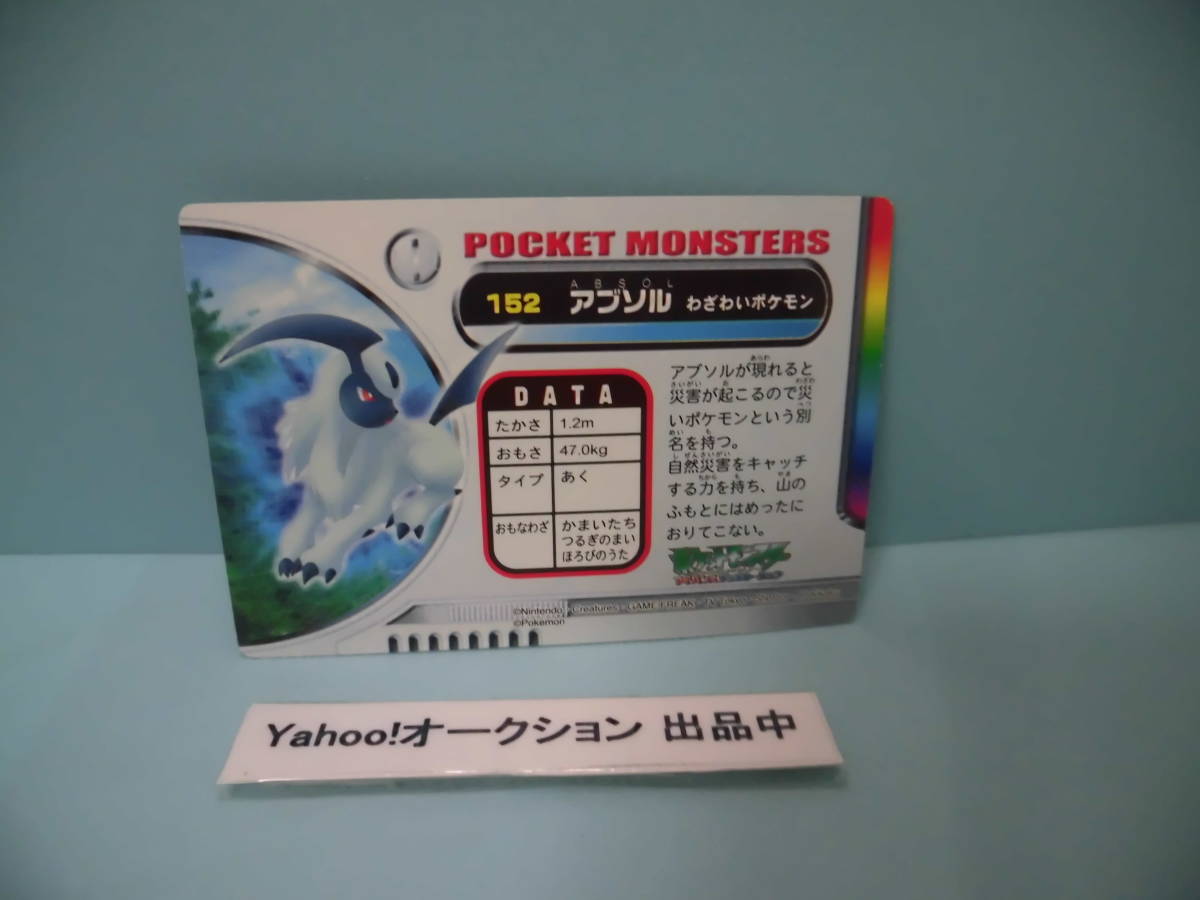 POCKET MONSTERS
ABSOL
152 アブソル わざわいポケモン
DATA
たかさ 1.2m
おもさ 47.0kg
タイプ あく
おもなわざ かまいたち
つるぎのまい
ほろびのうた
アブソルが現れると
災害が起こるので災
いポケモンという別
名を持つ。
自然災害をキャッチ
する力を持ち、山の
ふもとにはめったに
おりてこない。
©Nintendo・Creatures・GAME FREAK・TV Tokyo
©Pokémon
Yahoo!オークション 出品中